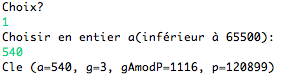 Choix?
1
Choisir en entier a(inférieur à 65500):
540
Cle (a=540, g=3, gAmodP=1116, p=120899)